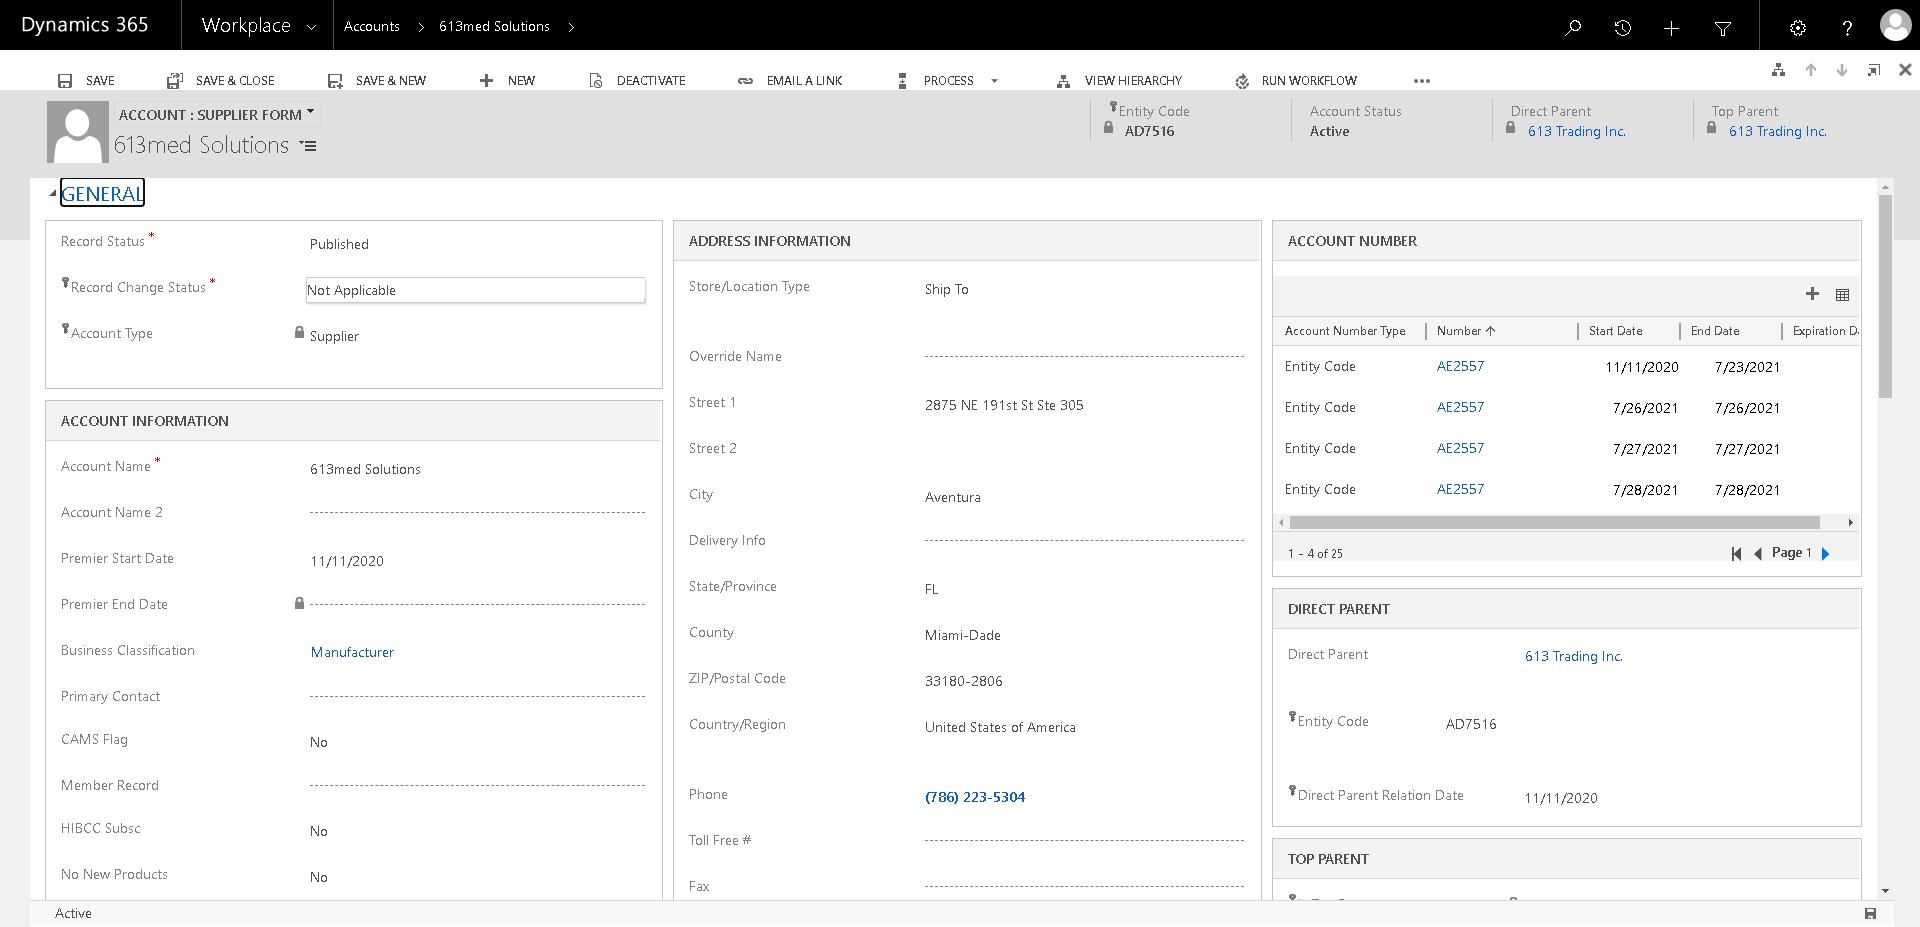 Dynamics 365
Workplace
Accounts
613med Solutions
SAVE
SAVE & CLOSE
SAVE & NEW
NEW
DEACTIVATE
EMAIL A LINK
PROCESS
VIEW HIERARCHY
RUN WORKFLOW
ACCOUNT : SUPPLIER FORM
613med Solutions
Entity Code
AD7516
Account Status
Active
Direct Parent
613 Trading Inc.
Top Parent
613 Trading Inc.
GENERAL
Record Status *
Published
Record Change Status *
Not Applicable
Account Type
Supplier
ACCOUNT INFORMATION
Account Name *
613med Solutions
Account Name 2
Premier Start Date
11/11/2020
Premier End Date
Business Classification
Manufacturer
Primary Contact
CAMS Flag
No
Member Record
HIBCC Subsc
No
No New Products
No
ADDRESS INFORMATION
Store/Location Type
Ship To
Override Name
Street 1
2875 NE 191st St Ste 305
Street 2
City
Aventura
Delivery Info
State/Province
FL
County
Miami-Dade
ZIP/Postal Code
33180-2806
Country/Region
United States of America
Phone
(786) 223-5304
Toll Free #
Fax
ACCOUNT NUMBER
Account Number Type Number Start Date End Date Expiration D
Entity Code AE2557 11/11/2020 7/23/2021
Entity Code AE2557 7/26/2021 7/26/2021
Entity Code AE2557 7/27/2021 7/27/2021
Entity Code AE2557 7/28/2021 7/28/2021
1 - 4 of 25
Page 1
DIRECT PARENT
Direct Parent
613 Trading Inc.
Entity Code
AD7516
Direct Parent Relation Date
11/11/2020
TOP PARENT
Active